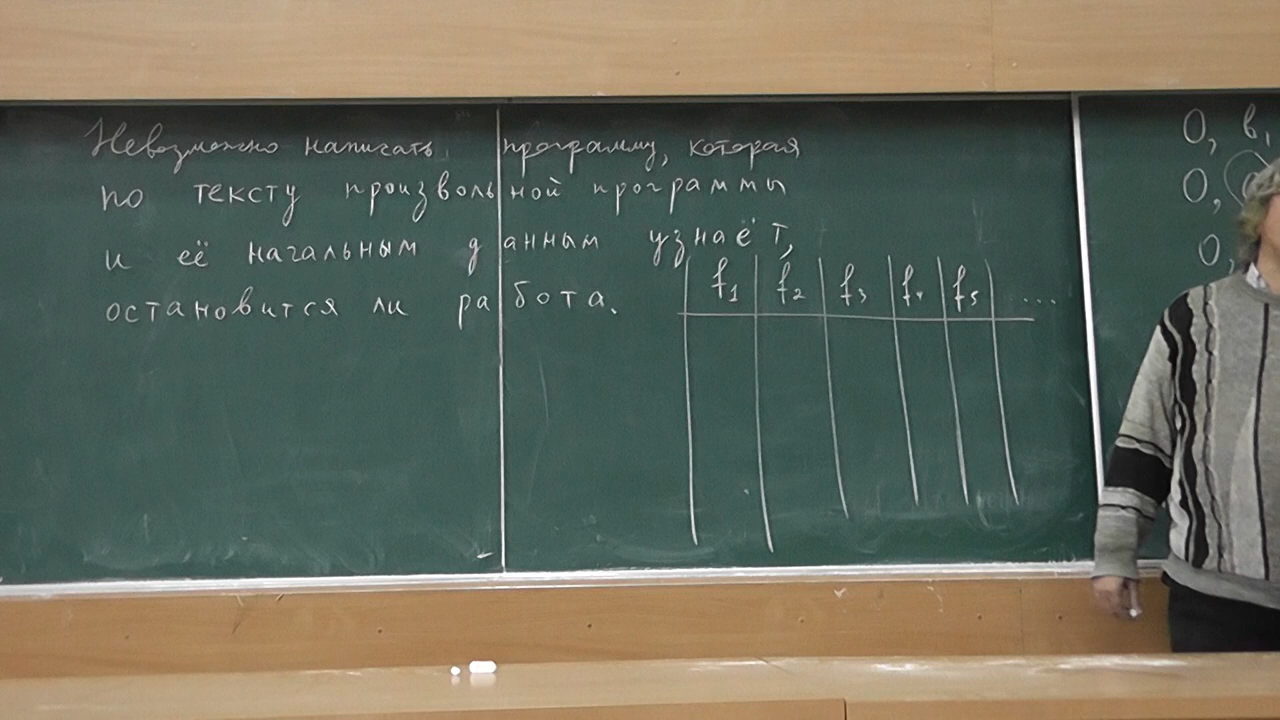 Невозможно написать программу, которая
по тексту произвольной программы
и её начальным данным узнаёт,
остановится ли работа.
f₁ f₂ f₃ f₄ f₅ ....
0, в,
0,
0,